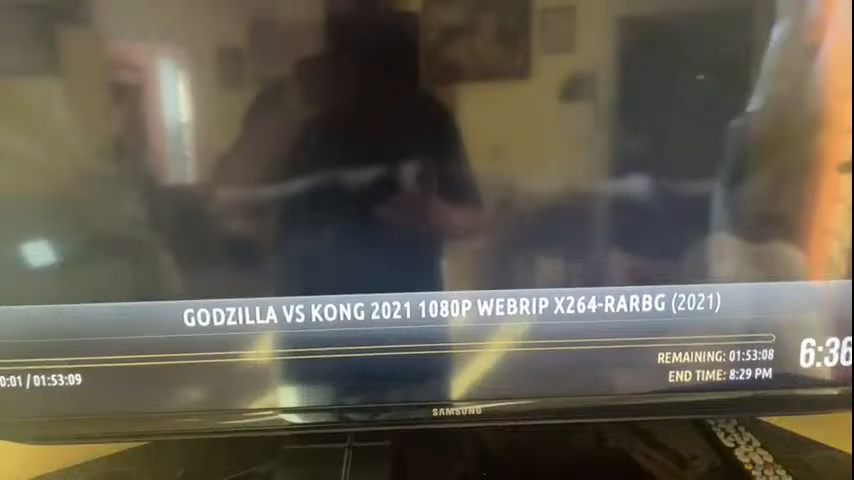 GODZILLA VS KONG 2021 1080P WEBRIP X264-RARBG (2021)
0:01 / 01:53:09
REMAINING: 01:53:08
END TIME: 8:29 PM
6:36
SAMSUNG